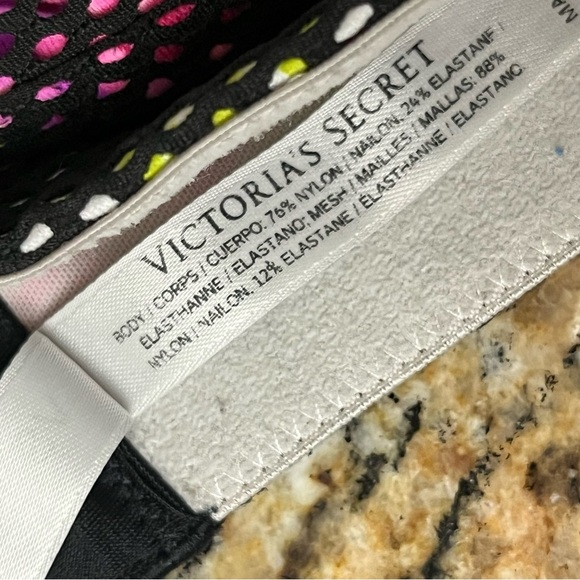 VICTORIA'S SECRET
BODY / CORPS / CUERPO: 76% NYLON / NAILON, 24% ELASTANE /
ELASTHANNE / ELASTANO: MESH / MAILLES / MALLAS: 88%
NYLON / NAILON, 12% ELASTANE / ELASTHANNE / ELASTANO.